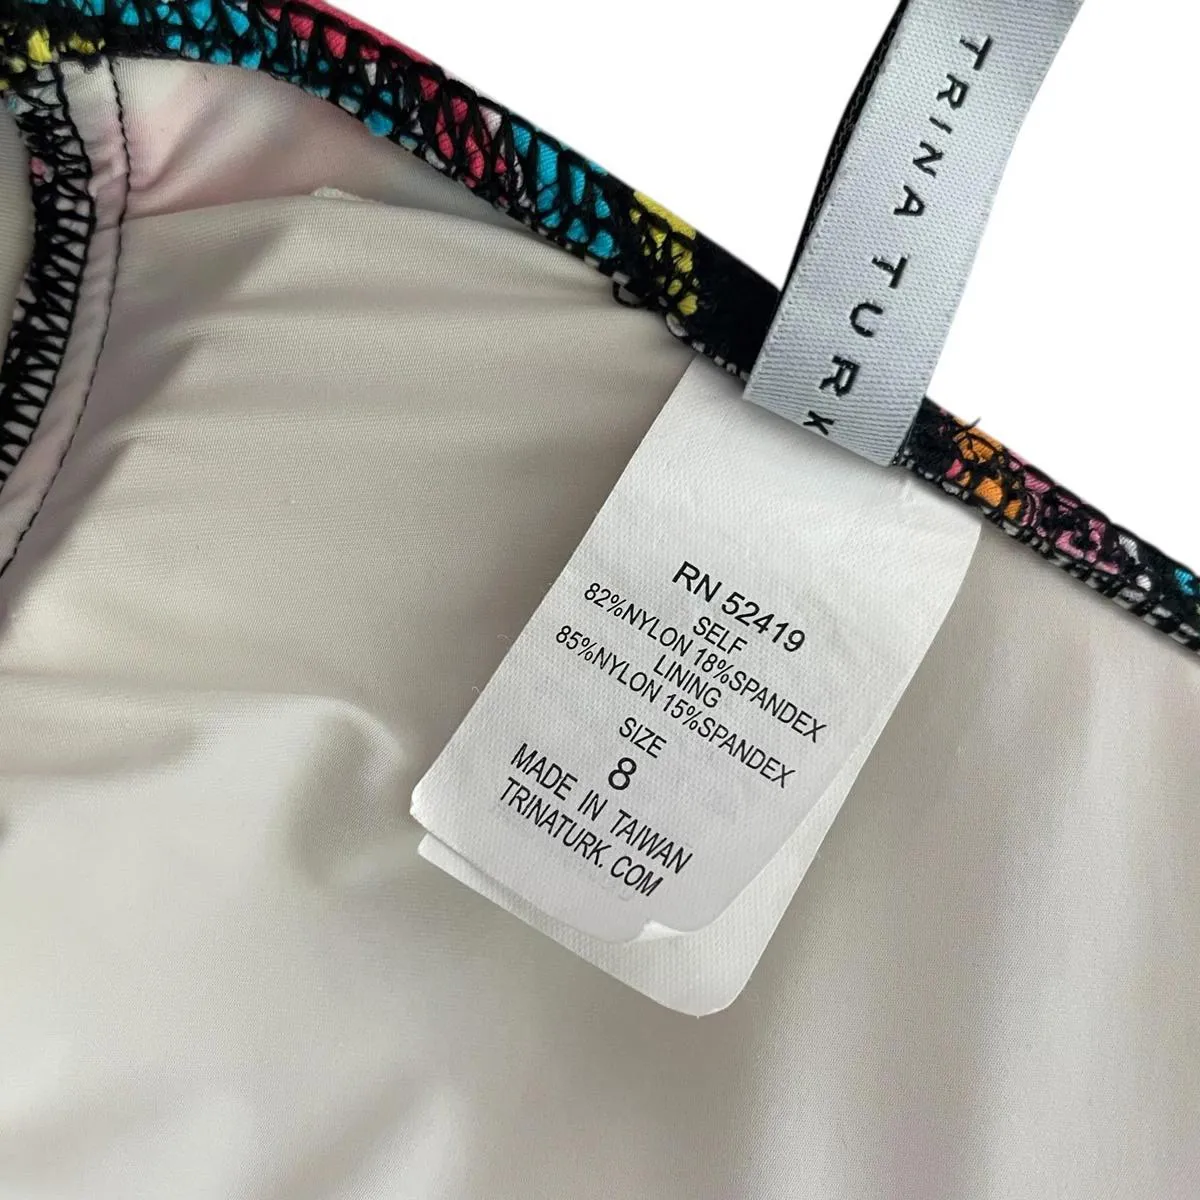 TRINA TURK
RN 52419
SELF
82%NYLON 18%SPANDEX
LINING
85%NYLON 15%SPANDEX
SIZE
8
MADE IN TAIWAN
TRINATURK. COM